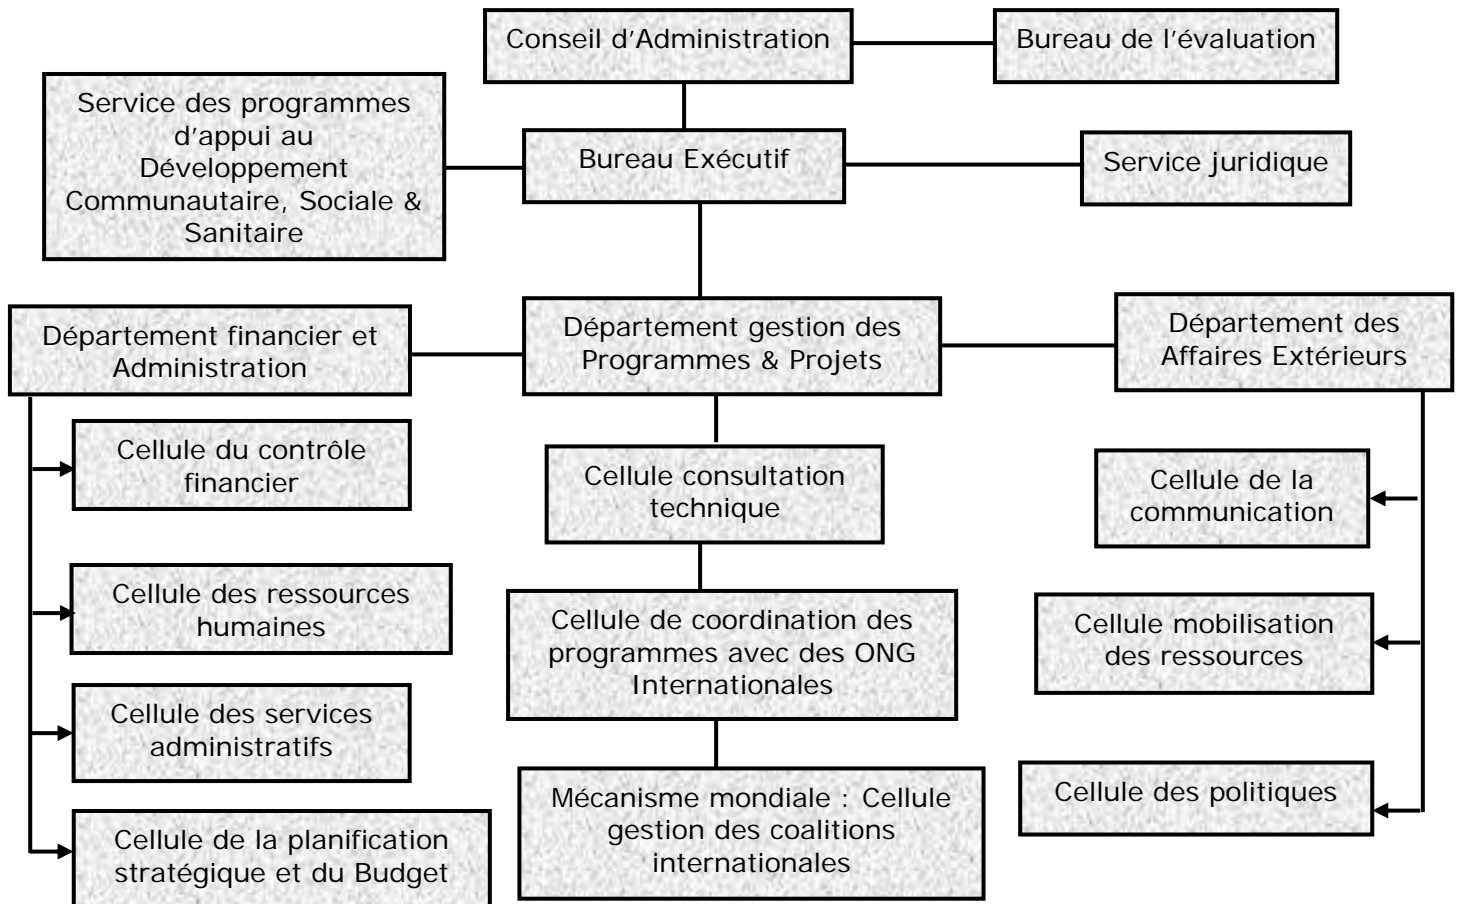 Conseil d'Administration
Bureau de l'évaluation
Service des programmes
d'appui au
Développement
Communautaire, Sociale &
Sanitaire
Bureau Exécutif
Service juridique
Département financier et
Administration
Département gestion des
Programmes & Projets
Département des
Affaires Extérieurs
Cellule du contrôle
financier
Cellule des ressources
humaines
Cellule des services
administratifs
Cellule de la planification
stratégique et du Budget
Cellule consultation
technique
Cellule de coordination des
programmes avec des ONG
Internationales
Mécanisme mondiale : Cellule
gestion des coalitions
internationales
Cellule de la
communication
Cellule mobilisation
des ressources
Cellule des politiques